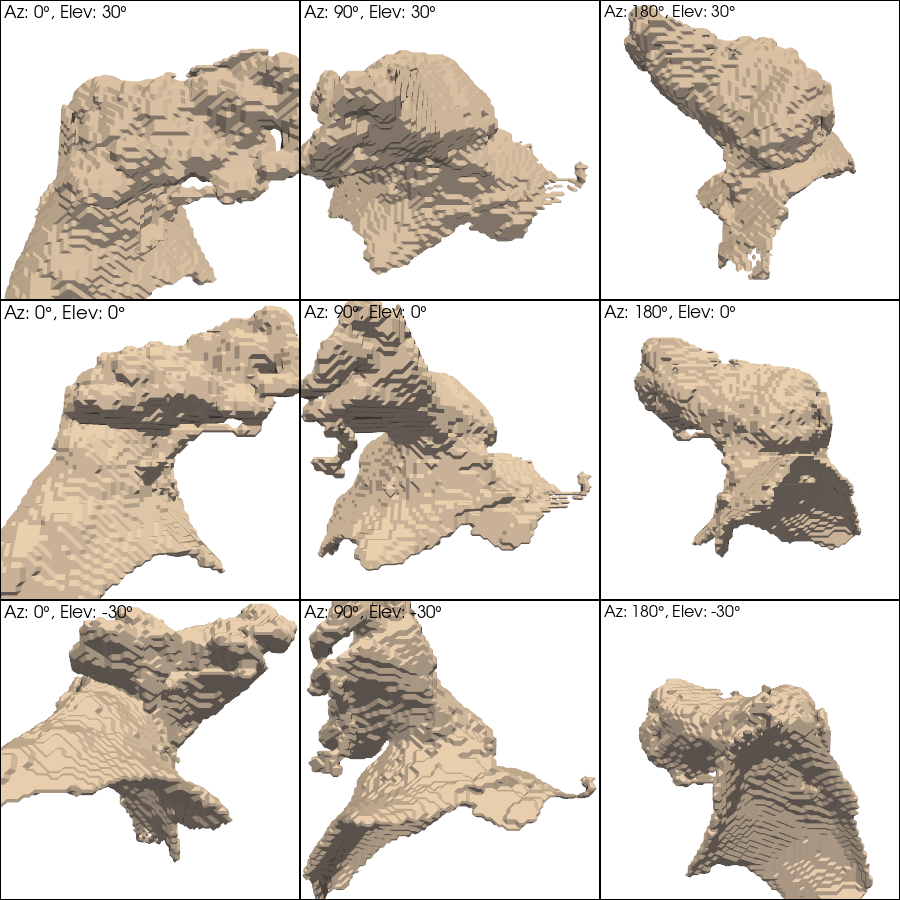 Az: 0°, Elev: 30°
Az: 90°, Elev: 30°
Az: 180°, Elev: 30°
Az: 0°, Elev: 0°
Az: 90°, Elev: 0°
Az: 180°, Elev: 0°
Az: 0°, Elev: -30°
Az: 90°, Elev: -30°
Az: 180°, Elev: -30°